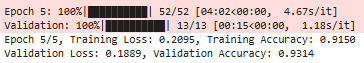 Epoch 5: 100%|██████████| 52/52 [04:02<00:00,  4.67s/it]
Validation: 100%|██████████| 13/13 [00:15<00:00,  1.18s/it]
Epoch 5/5, Training Loss: 0.2095, Training Accuracy: 0.9150
Validation Loss: 0.1889, Validation Accuracy: 0.9314